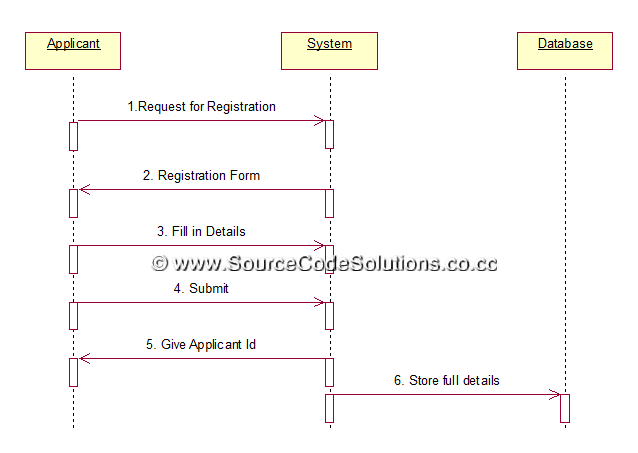 Applicant
System
Database
1.Request for Registration
2. Registration Form
3. Fill in Details
© www.SourceCodeSolutions.co.cc
4. Submit
5. Give Applicant Id
6. Store full details